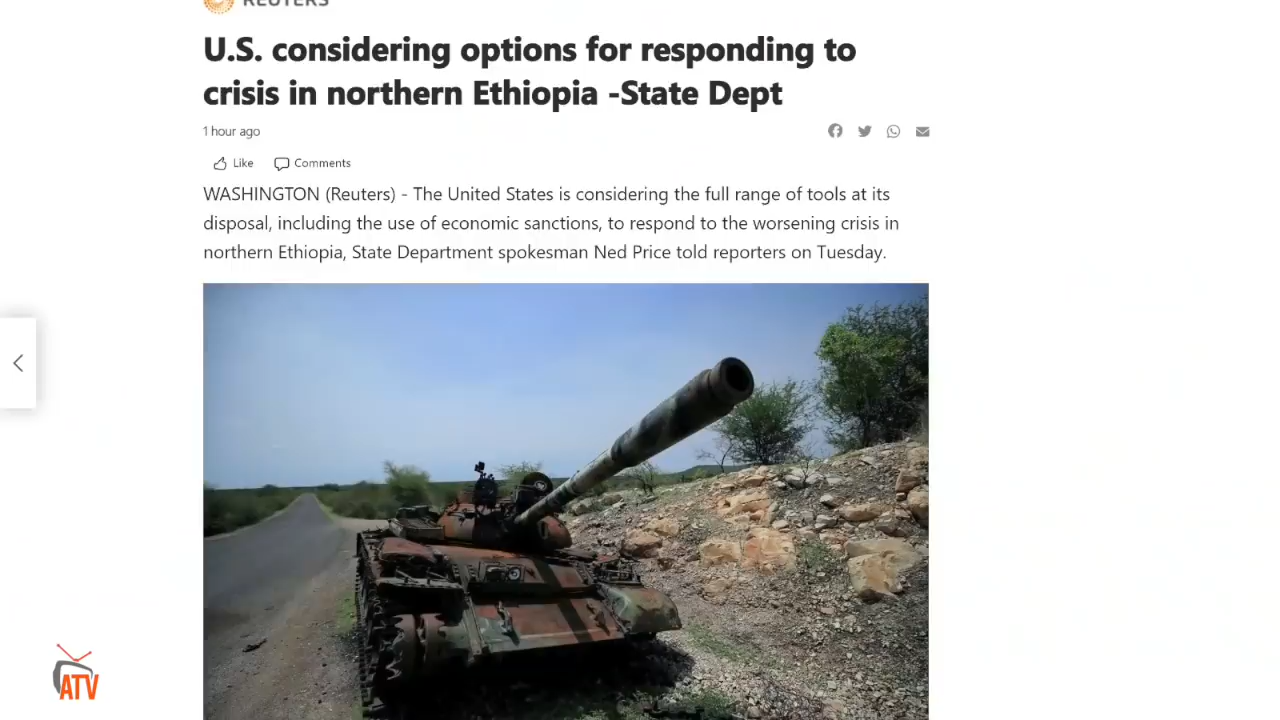 REUTERS
U.S. considering options for responding to
crisis in northern Ethiopia -State Dept
1 hour ago
Like Comments
WASHINGTON (Reuters) - The United States is considering the full range of tools at its
disposal, including the use of economic sanctions, to respond to the worsening crisis in
northern Ethiopia, State Department spokesman Ned Price told reporters on Tuesday.
ATV